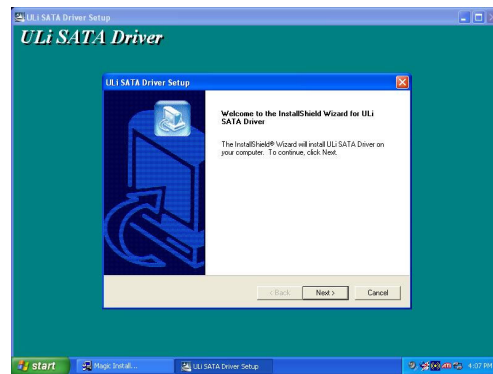 ULi SATA Driver Setup
ULi SATA Driver
ULi SATA Driver Setup
Welcome to the InstallShield Wizard for ULi
SATA Driver
The InstallShield® Wizard will install ULi SATA Driver on
your computer. To continue, click Next.
< Back
Next >
Cancel
start
Magic Install...
ULi SATA Driver Setup
4:07 PM